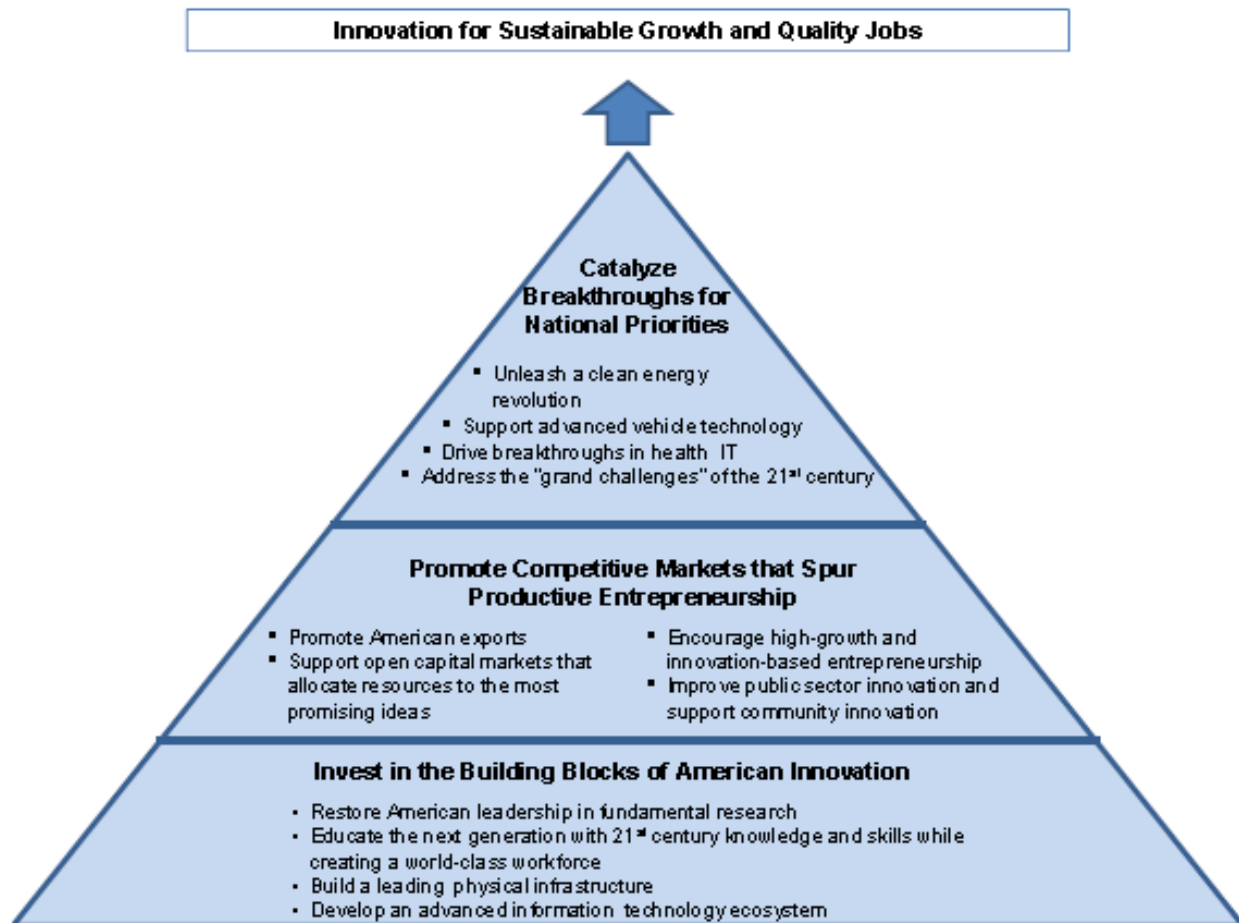 Innovation for Sustainable Growth and Quality Jobs
Catalyze
Breakthroughs for
National Priorities
▪ Unleash a clean energy
revolution
▪ Support advanced vehicle technology
▪ Drive breakthroughs in health IT
▪ Address the "grand challenges" of the 21st century
Promote Competitive Markets that Spur
Productive Entrepreneurship
▪ Promote American exports
▪ Support open capital markets that
allocate resources to the most
promising ideas
▪ Encourage high-growth and
innovation-based entrepreneurship
▪ Improve public sector innovation and
support community innovation
Invest in the Building Blocks of American Innovation
• Restore American leadership in fundamental research
• Educate the next generation with 21st century knowledge and skills while
creating a world-class workforce
• Build a leading physical infrastructure
• Develop an advanced information technology ecosystem